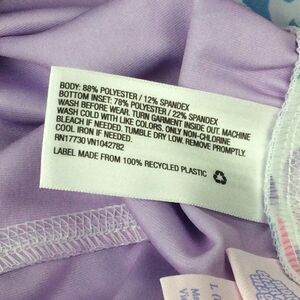 BODY: 88% POLYESTER / 12% SPANDEX
BOTTOM INSET: 78% POLYESTER / 22% SPANDEX
WASH BEFORE WEAR. TURN GARMENT INSIDE OUT. MACHINE
WASH COLD WITH LIKE COLORS. ONLY NON-CHLORINE
BLEACH IF NEEDED. TUMBLE DRY LOW. REMOVE PROMPTLY.
COOL IRON IF NEEDED.
RN17730 VN1042782
LABEL MADE FROM 100% RECYCLED PLASTIC